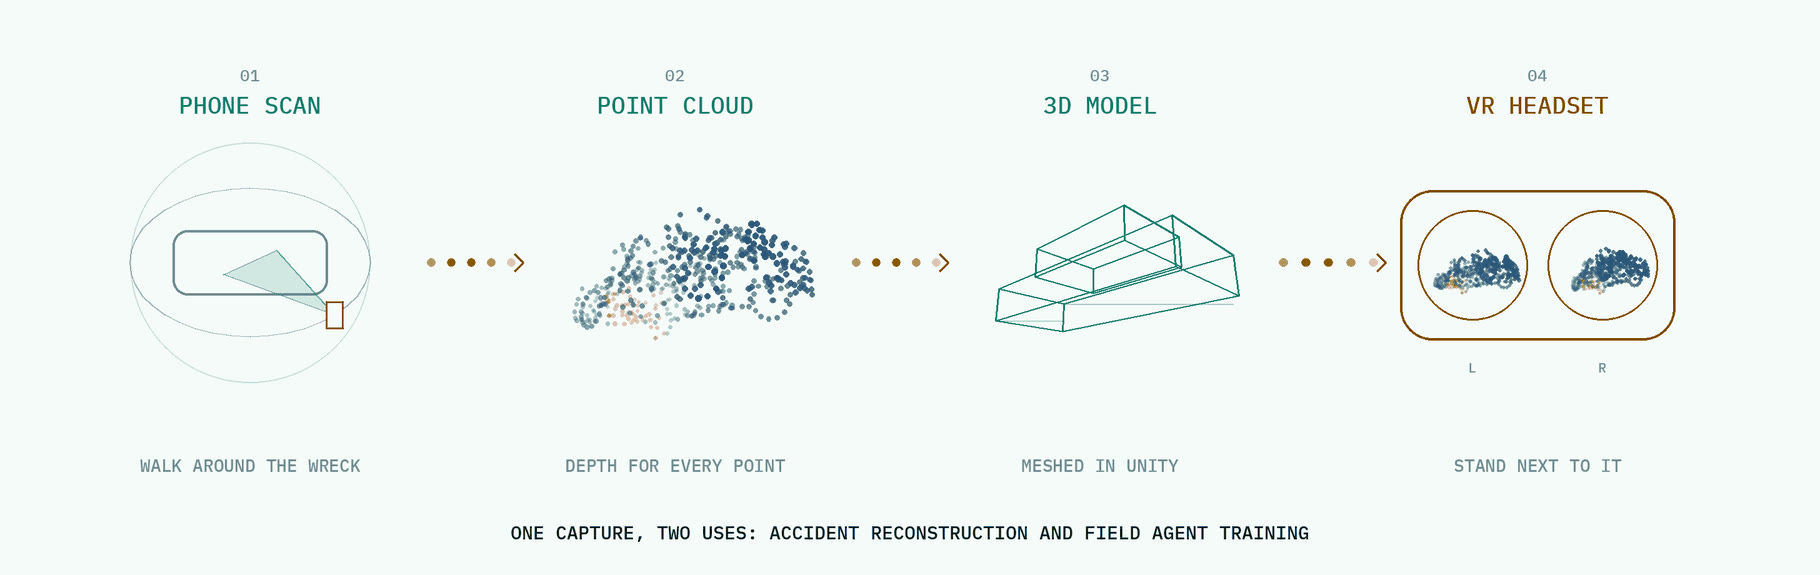 01
PHONE SCAN
WALK AROUND THE WRECK
02
POINT CLOUD
DEPTH FOR EVERY POINT
03
3D MODEL
MESHED IN UNITY
04
VR HEADSET
L
R
STAND NEXT TO IT
ONE CAPTURE, TWO USES: ACCIDENT RECONSTRUCTION AND FIELD AGENT TRAINING